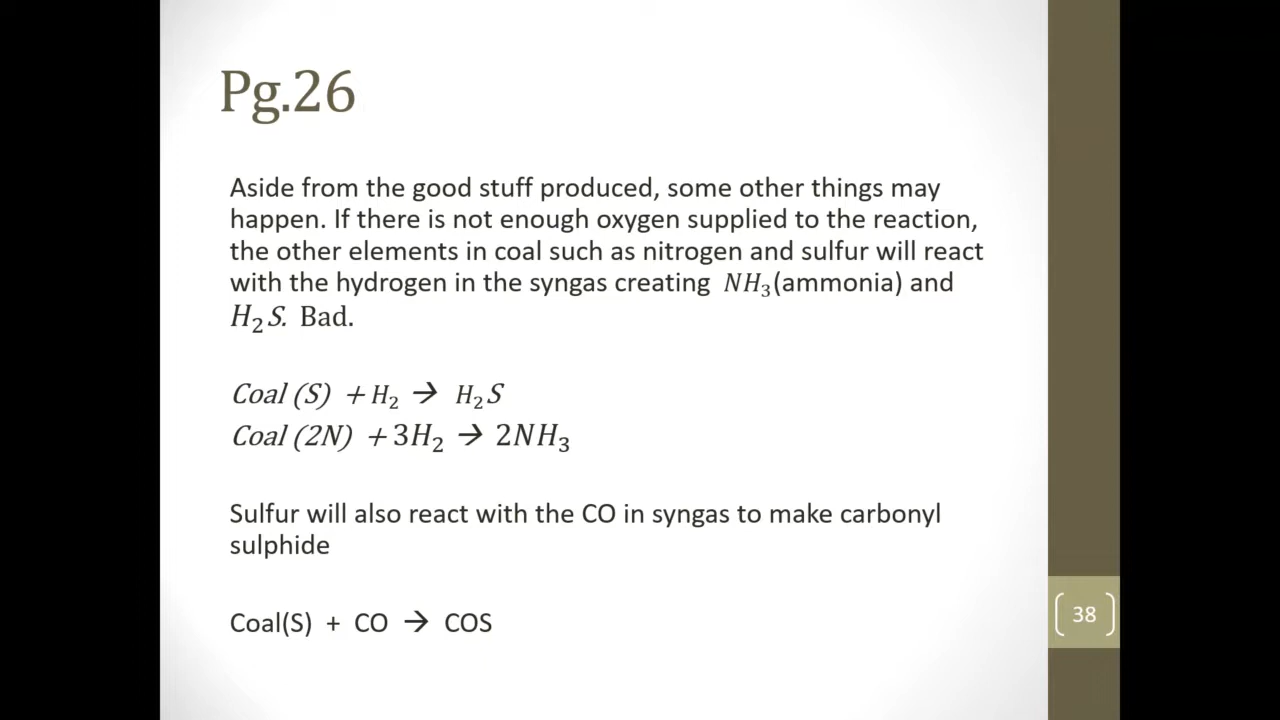 Pg.26
Aside from the good stuff produced, some other things may
happen. If there is not enough oxygen supplied to the reaction,
the other elements in coal such as nitrogen and sulfur will react
with the hydrogen in the syngas creating NH₃(ammonia) and
H₂S. Bad.
Coal (S) + H₂ → H₂S
Coal (2N) + 3H₂ → 2NH₃
Sulfur will also react with the CO in syngas to make carbonyl
sulphide
Coal(S) + CO → COS
38